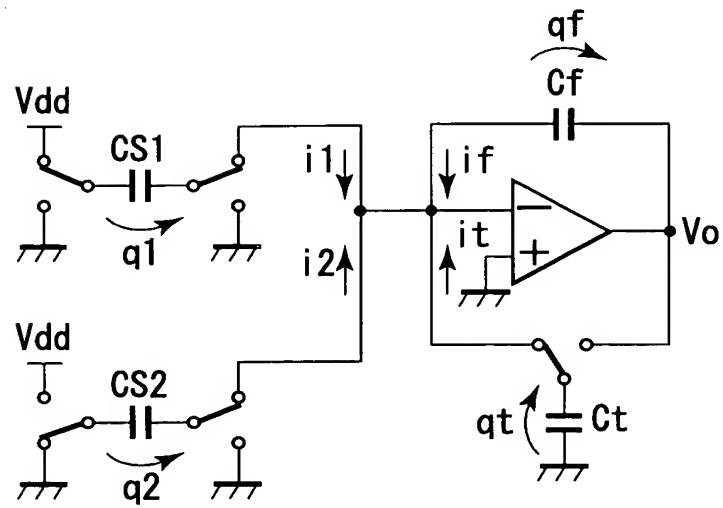 qf
Cf
Vdd
CS1
i1
if
q1
i2
it
−
+
Vo
Vdd
CS2
q2
qt
Ct